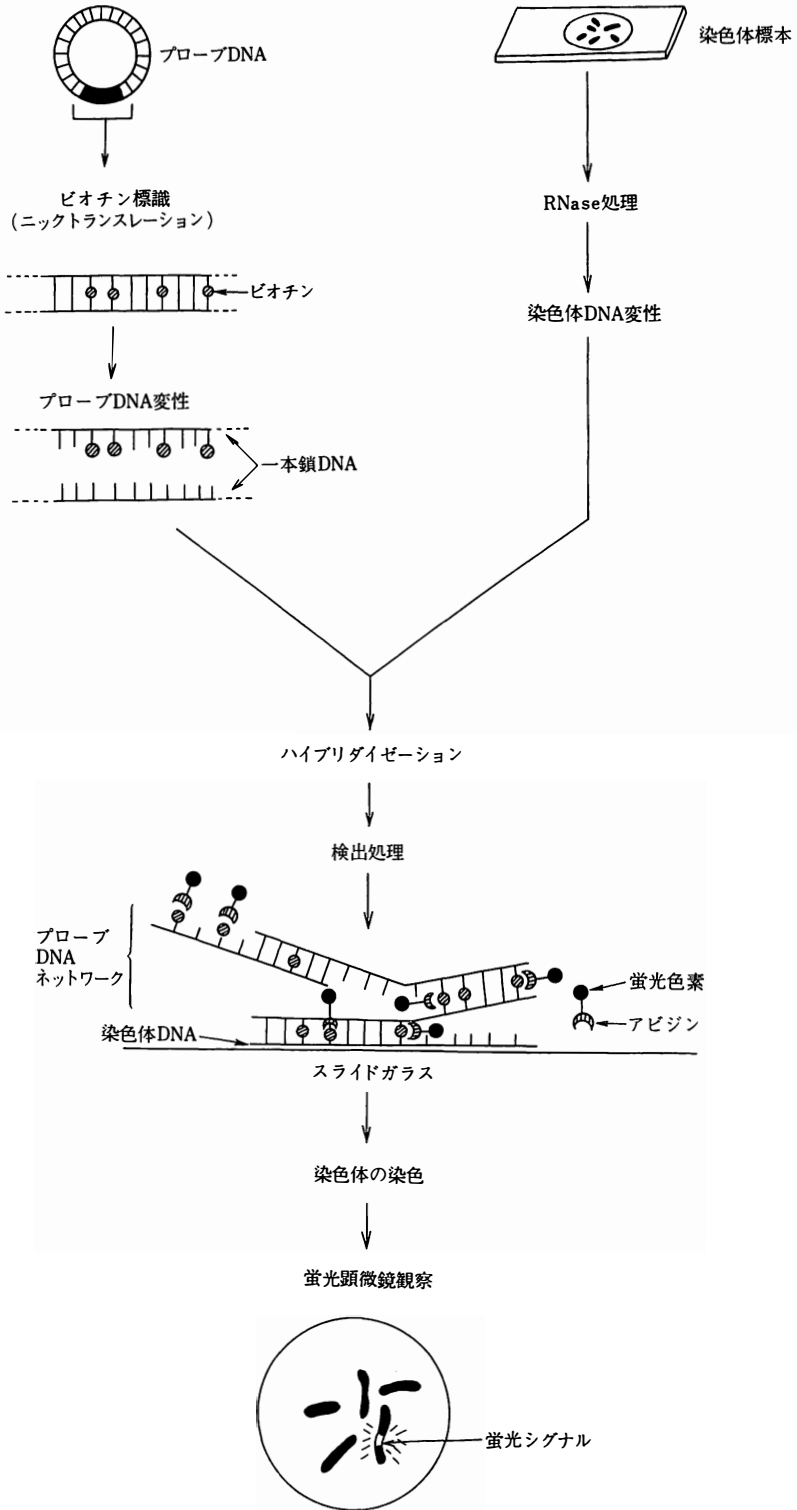 プローブDNA
染色体標本
ビオチン標識
(ニックトランスレーション)
RNase処理
ビオチン
染色体DNA変性
プローブDNA変性
一本鎖DNA
ハイブリダイゼーション
検出処理
プローブ
DNA
ネットワーク
蛍光色素
アビジン
染色体DNA
スライドガラス
染色体の染色
蛍光顕微鏡観察
蛍光シグナル